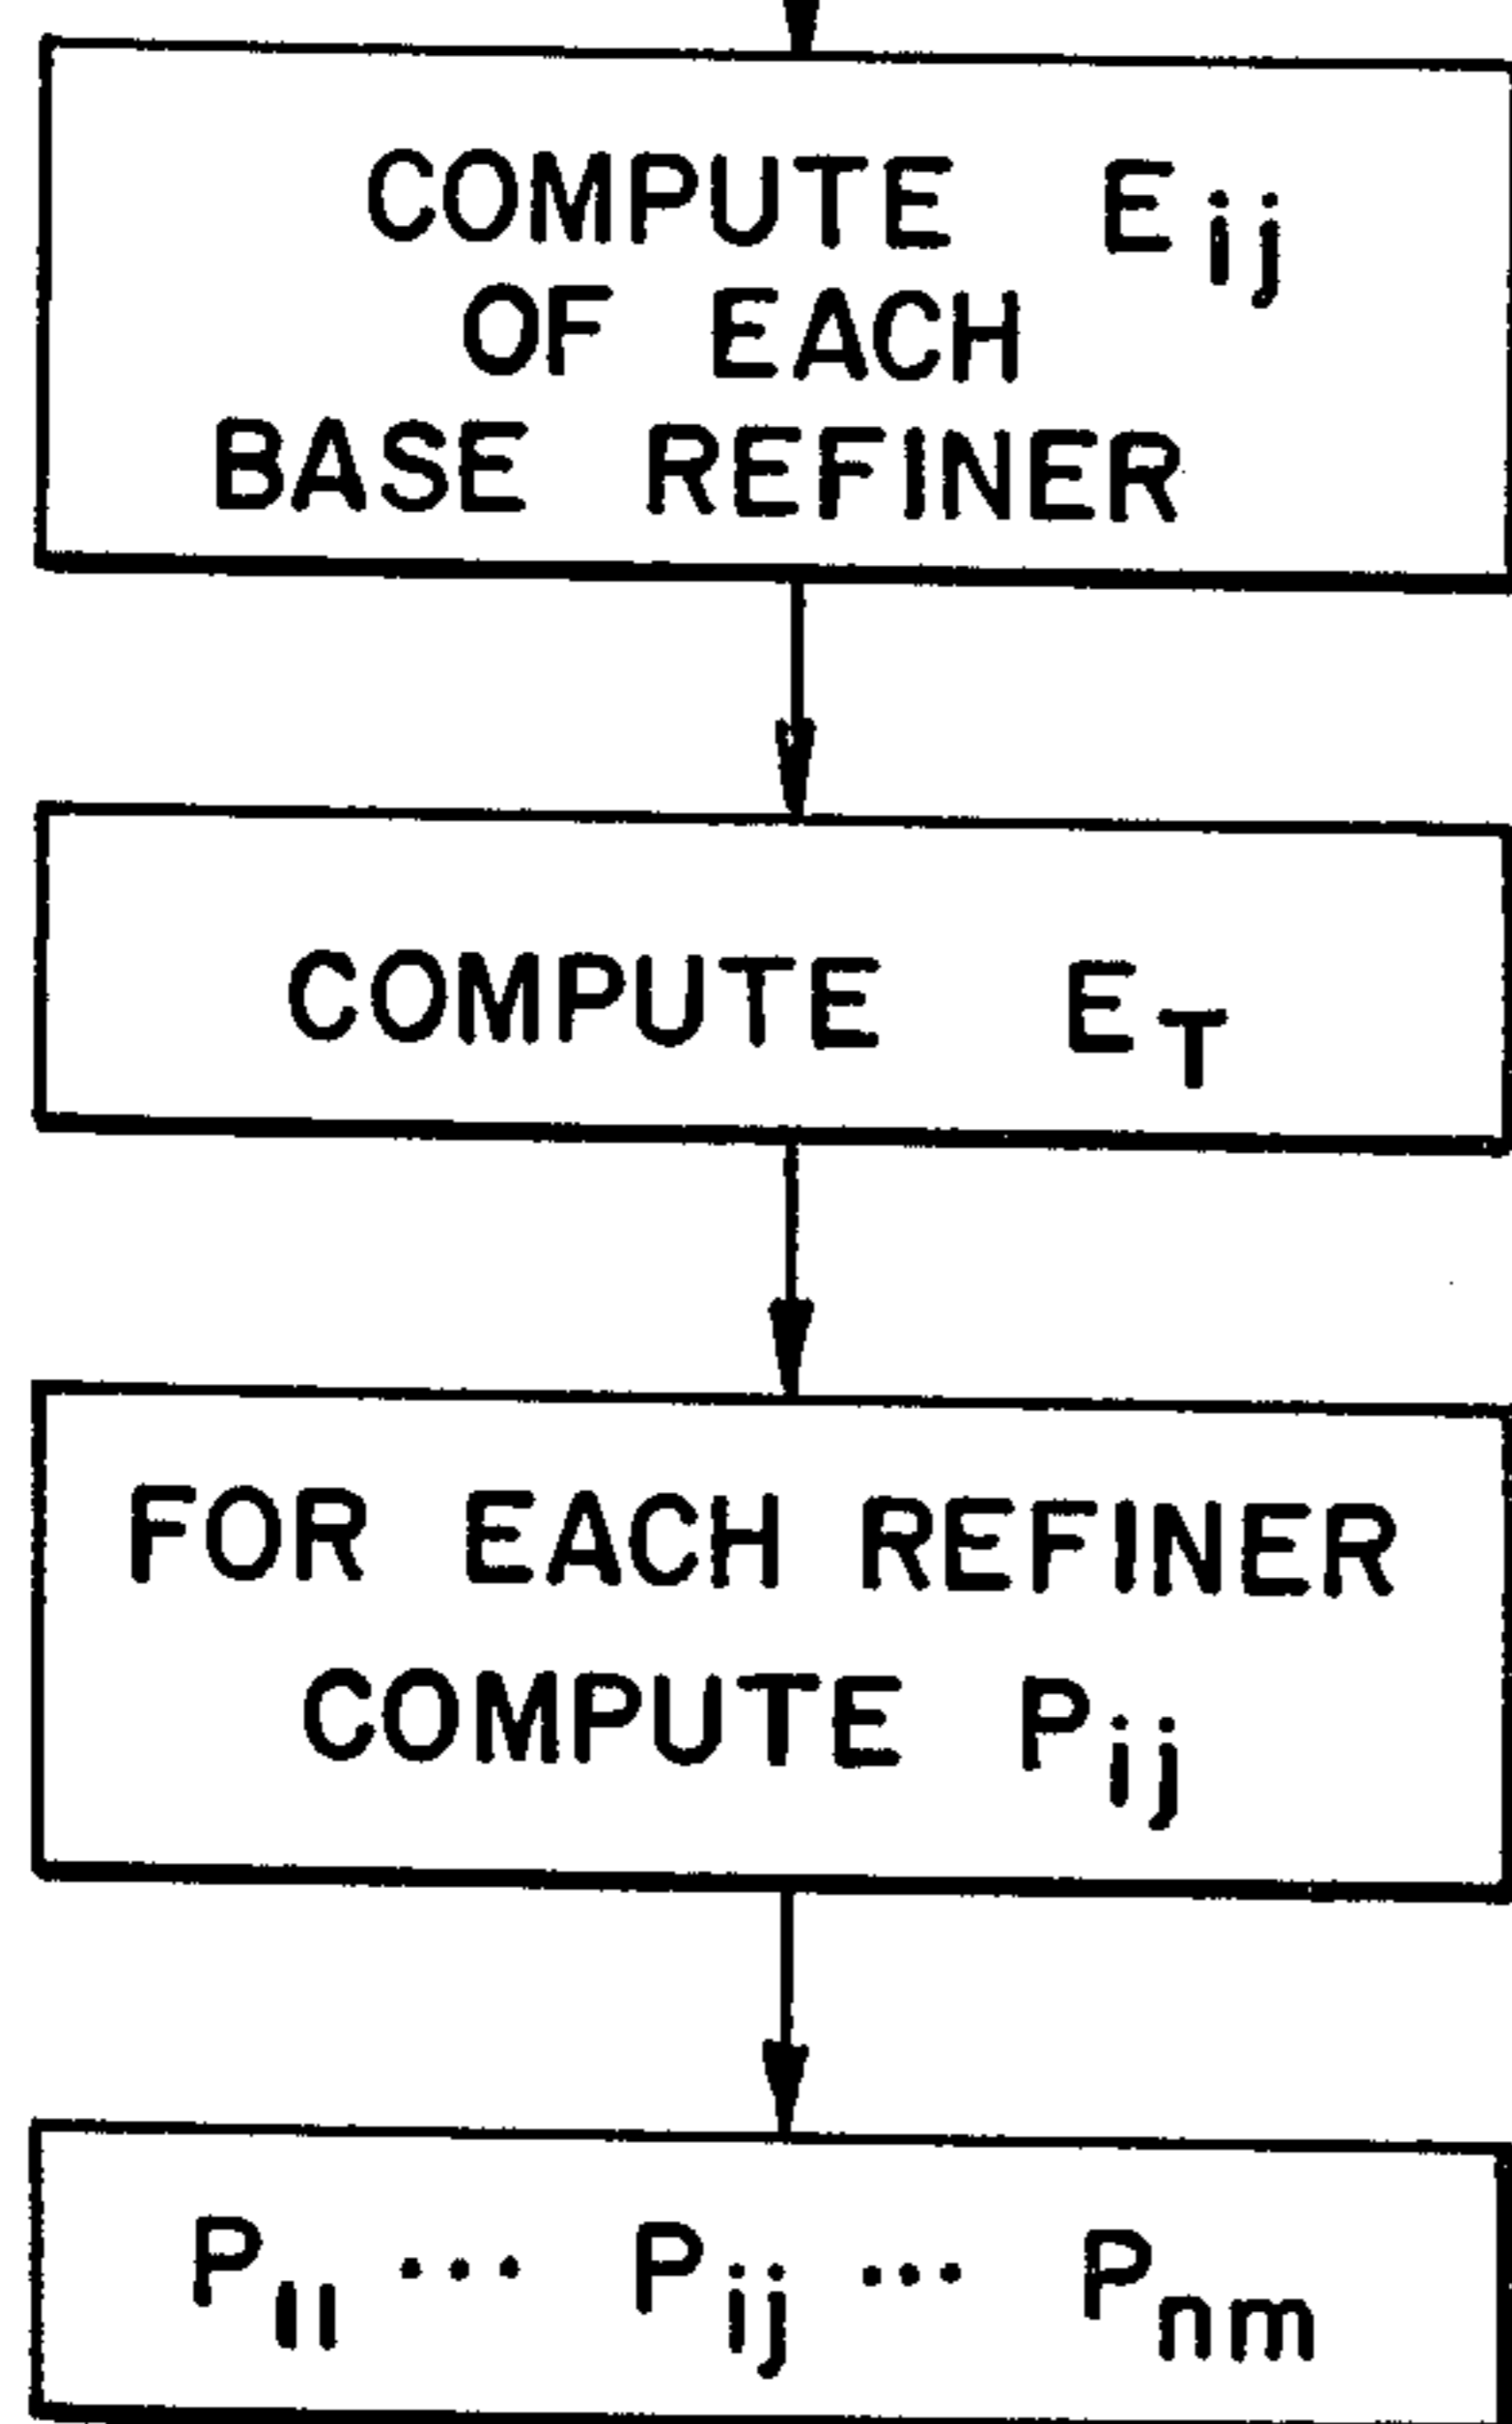 COMPUTE E_ij
OF EACH
BASE REFINER
COMPUTE E_T
FOR EACH REFINER
COMPUTE P_ij
P_11 ... P_ij ... P_nm